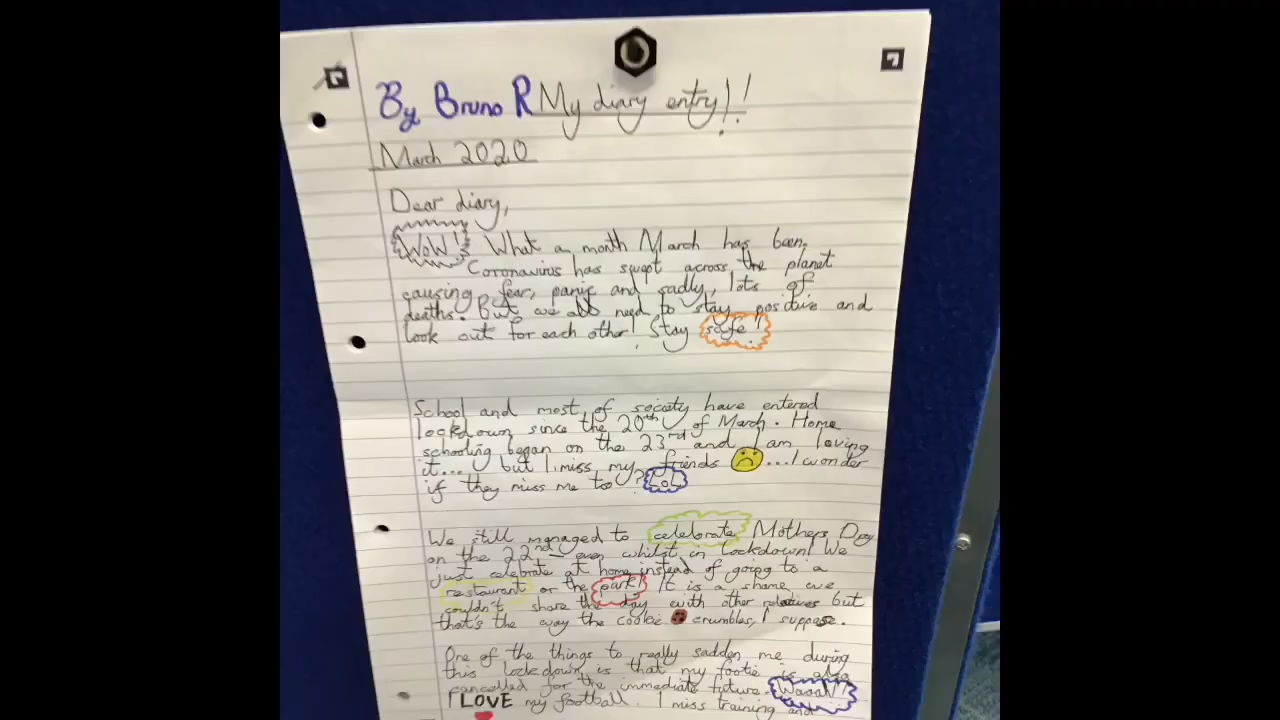 By Bruno R My diary entry!!
March 2020
Dear diary,
WOW! What a month March has been.
Coronavirus has swept across the planet
causing fear, panic and sadly, lots of
deaths. But we all need to stay positive and
look out for each other! Stay safe!
School and most of society have entered
lockdown since the 20th of March. Home
schooling began on the 23rd and I am loving
it... but I miss my friends ... I wonder
if they miss me too? LOL
We still managed to celebrate Mothers Day
on the 22nd – even whilst in lockdown! We
just celebrate at home instead of going to a
restaurant or the park! It is a shame we
couldn't share the day with other relatives but
that's the way the cookie crumbles, I suppose.
One of the things to really sadden me during
this lockdown is that my footie is also
cancelled for the immediate future. Waaah!!
I LOVE my football. I miss training and